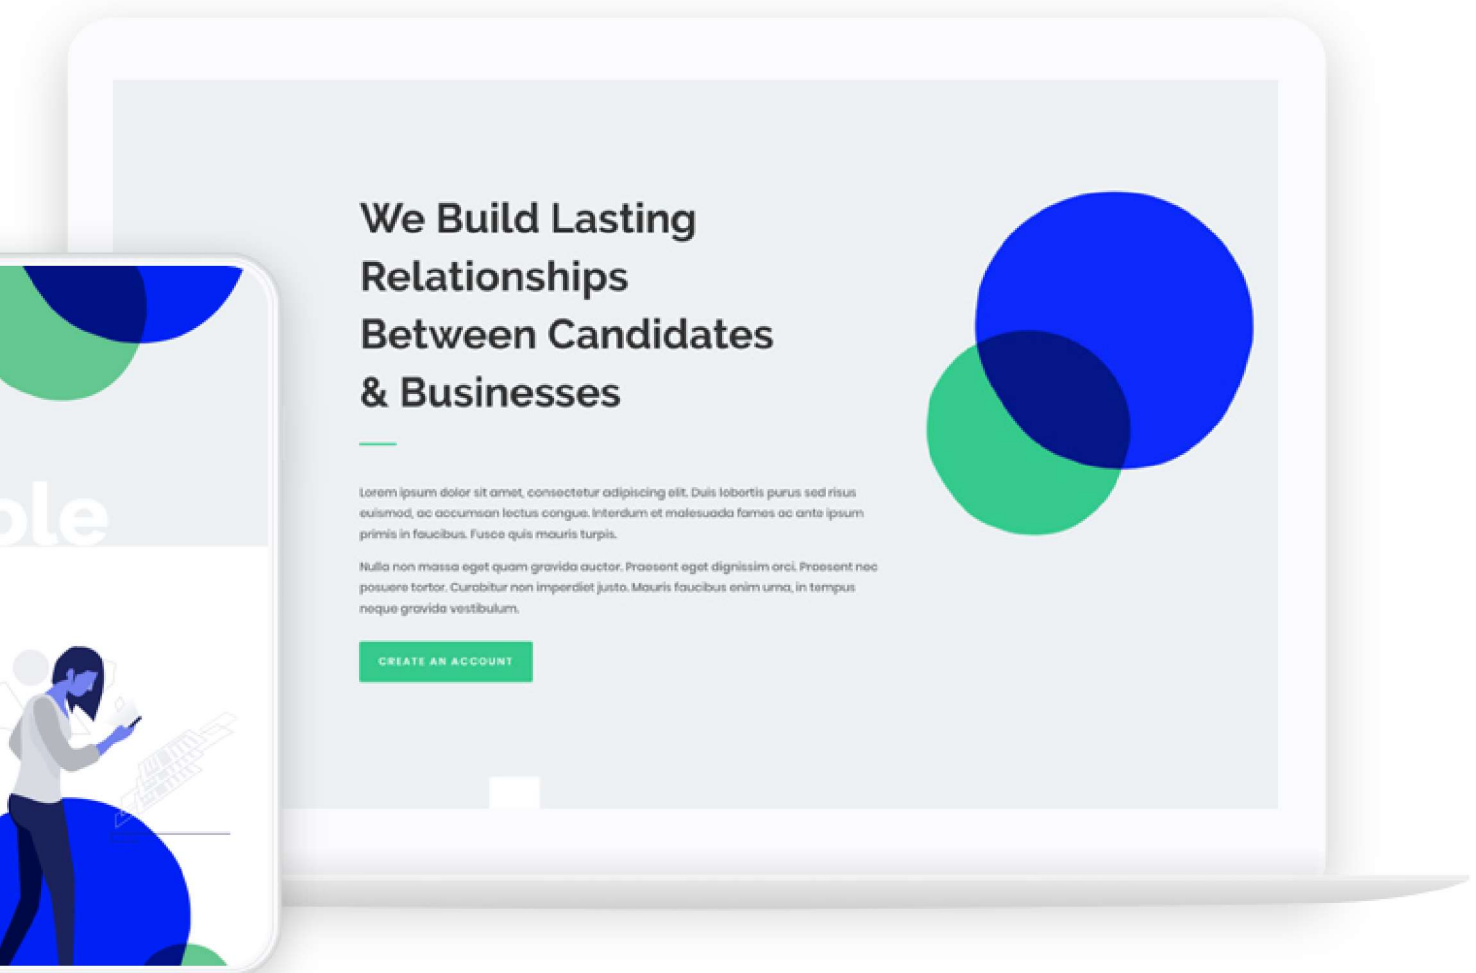 We Build Lasting
Relationships
Between Candidates
& Businesses
Lorem ipsum dolor sit amet, consectetur adipiscing elit. Duis lobortis purus sed risus
euismod, ac accumsan lectus congue. Interdum et malesuada fames ac ante ipsum
primis in faucibus. Fusce quis mauris turpis.
Nulla non massa eget quam gravida auctor. Praesent eget dignissim orci. Praesent nec
posuere tortor. Curabitur non imperdiet justo. Mauris faucibus enim urna, in tempus
neque gravida vestibulum.
CREATE AN ACCOUNT
ple